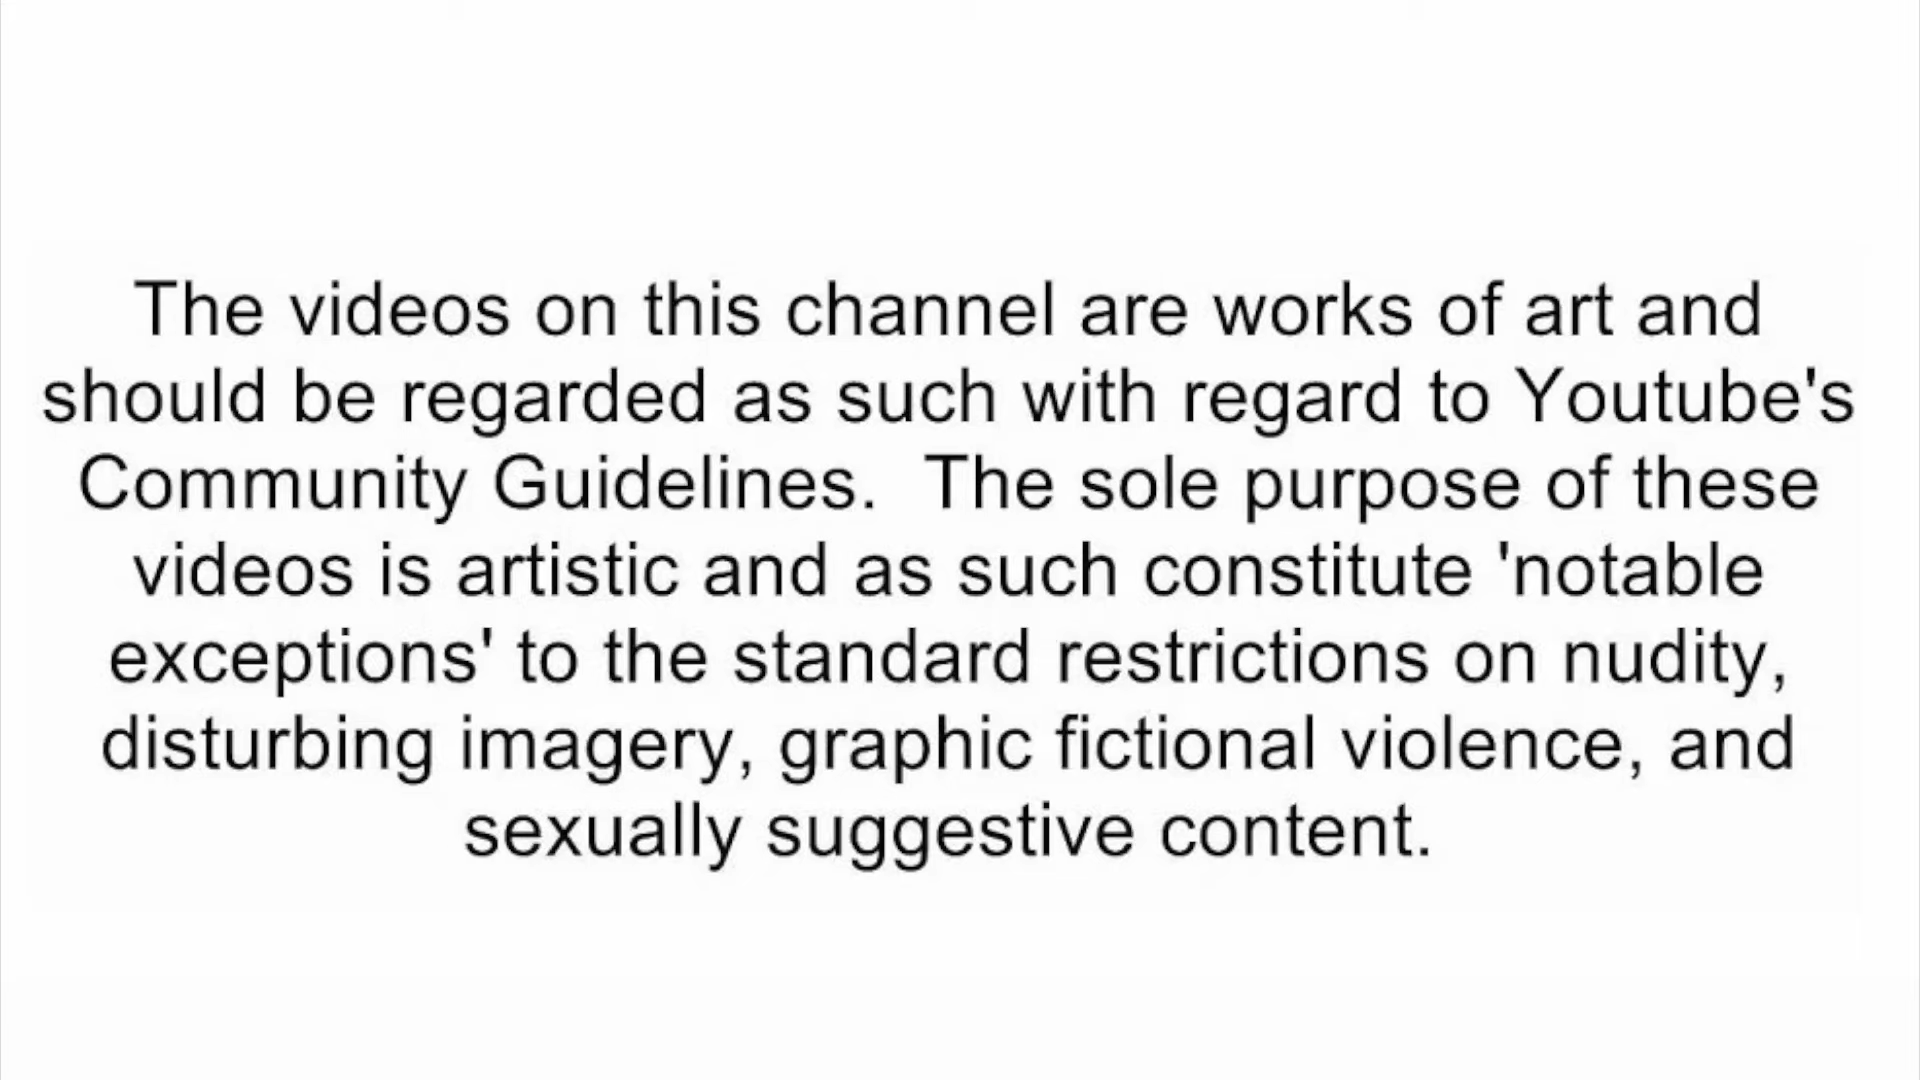 The videos on this channel are works of art and
should be regarded as such with regard to Youtube's
Community Guidelines.  The sole purpose of these
videos is artistic and as such constitute 'notable
exceptions' to the standard restrictions on nudity,
disturbing imagery, graphic fictional violence, and
sexually suggestive content.